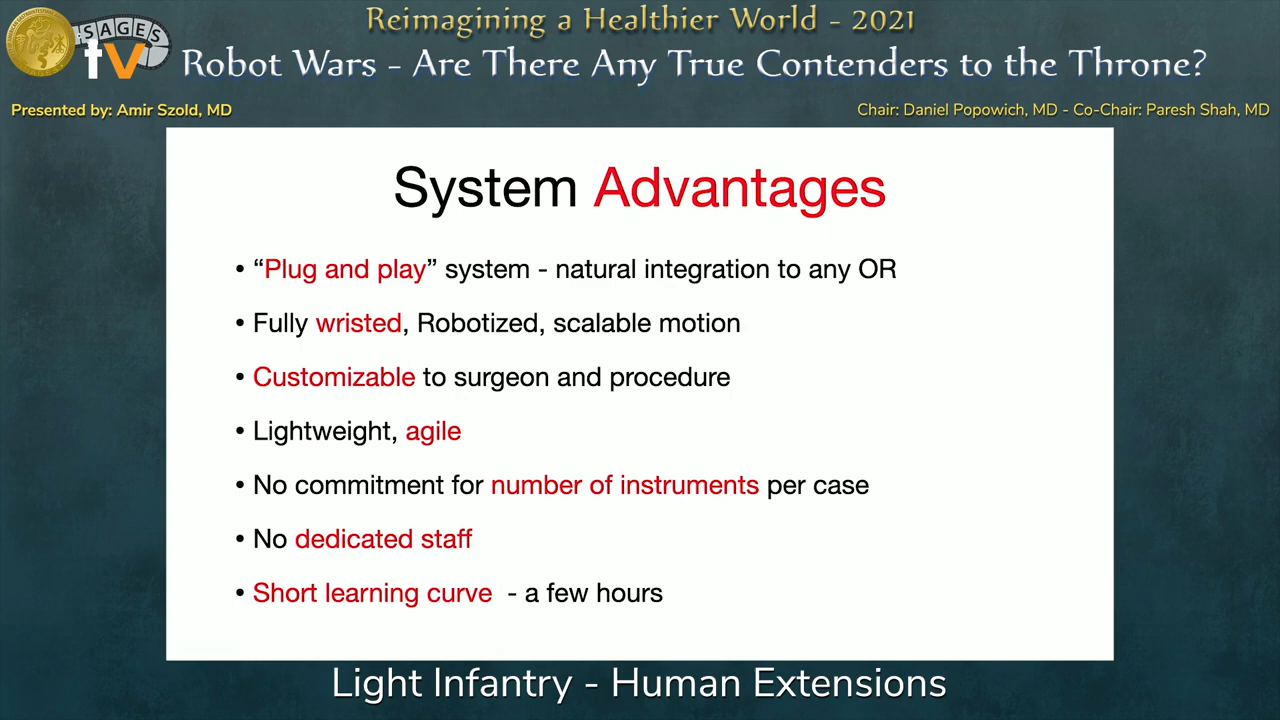 Reimagining a Healthier World - 2021
SAGES
tv
Robot Wars - Are There Any True Contenders to the Throne?
Presented by: Amir Szold, MD
Chair: Daniel Popowich, MD - Co-Chair: Paresh Shah, MD
System Advantages
• “Plug and play” system - natural integration to any OR
• Fully wristed, Robotized, scalable motion
• Customizable to surgeon and procedure
• Lightweight, agile
• No commitment for number of instruments per case
• No dedicated staff
• Short learning curve - a few hours
Light Infantry - Human Extensions